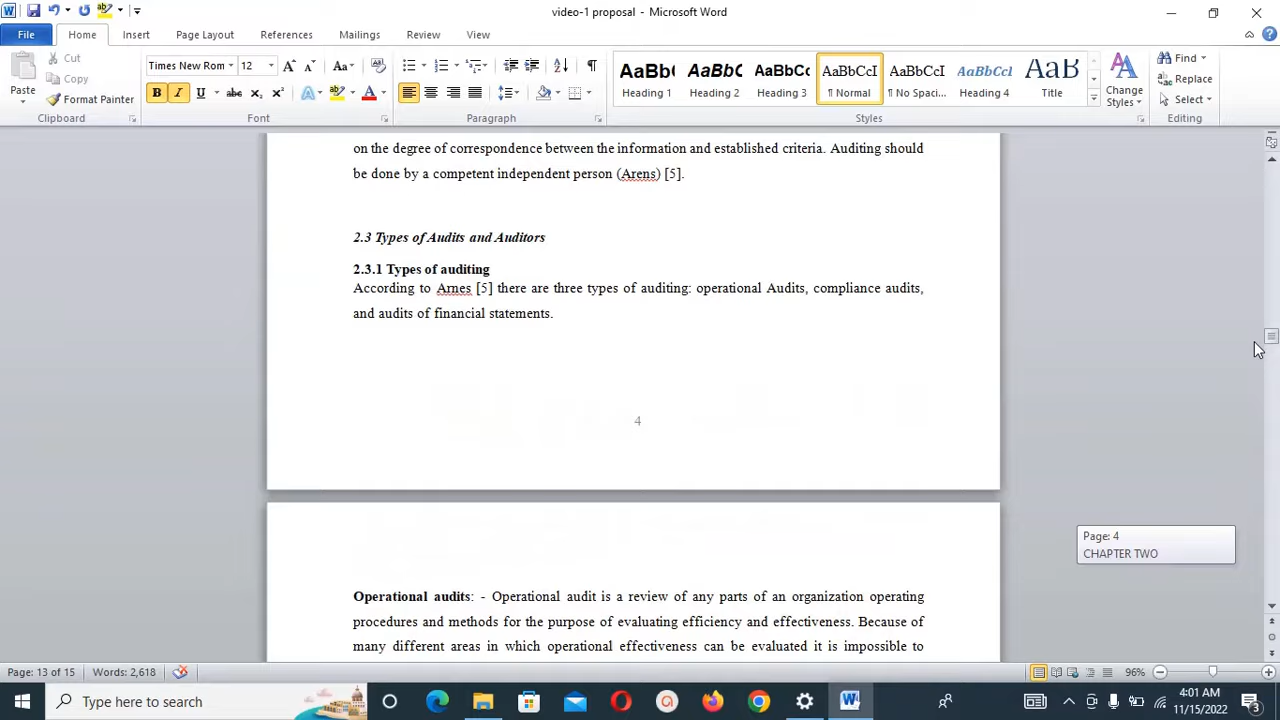 video-1 proposal - Microsoft Word
File Home Insert Page Layout References Mailings Review View
Paste
Cut
Copy
Format Painter
Clipboard
Times New Rom 12
Font
Paragraph
AaBb( AaBbC AaBbCc AaBbCcI AaBbCcI AaBbCcI AaB
Heading 1 Heading 2 Heading 3 ¶ Normal ¶ No Spaci... Heading 4 Title
Change
Styles
Styles
Find
Replace
Select
Editing
on the degree of correspondence between the information and established criteria. Auditing should
be done by a competent independent person (Arens) [5].
2.3 Types of Audits and Auditors
2.3.1 Types of auditing
According to Arnes [5] there are three types of auditing: operational Audits, compliance audits,
and audits of financial statements.
4
Page: 4
CHAPTER TWO
Operational audits: - Operational audit is a review of any parts of an organization operating
procedures and methods for the purpose of evaluating efficiency and effectiveness. Because of
many different areas in which operational effectiveness can be evaluated it is impossible to
Page: 13 of 15 Words: 2,618 96%
Type here to search
4:01 AM
11/15/2022
3